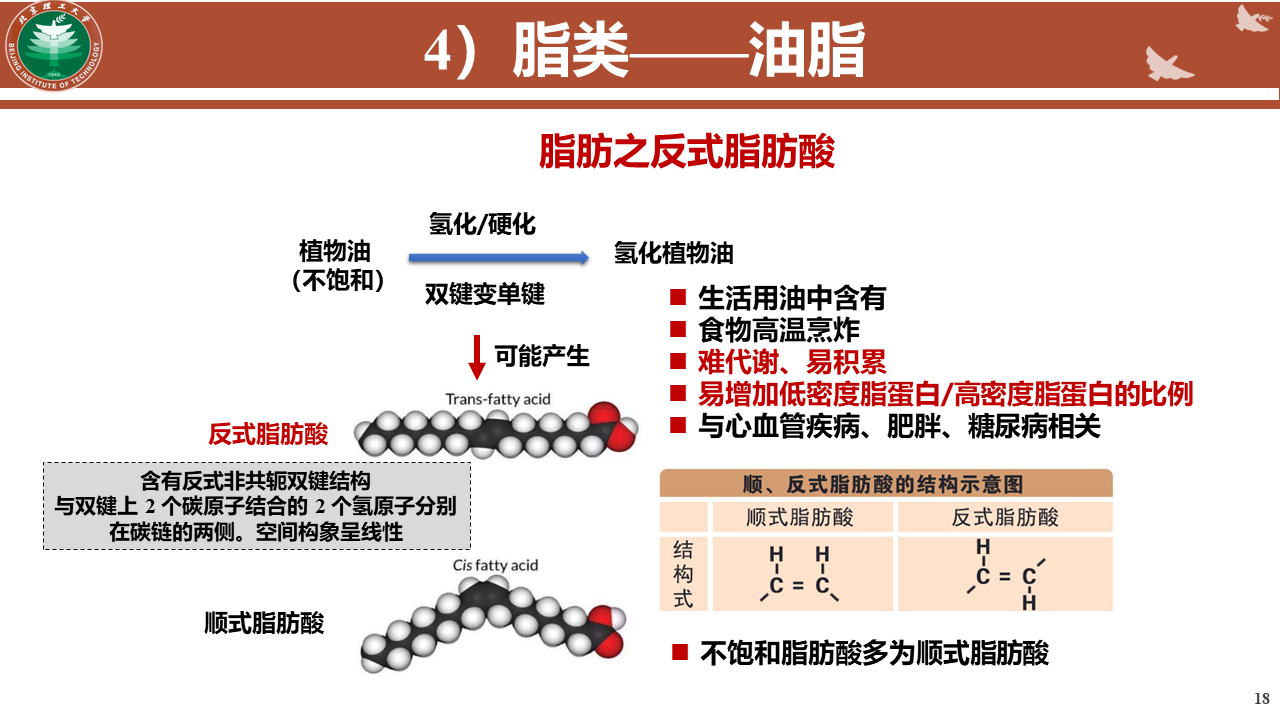 北京理工大学
BEIJING INSTITUTE OF TECHNOLOGY
1940
4）脂类——油脂
脂肪之反式脂肪酸
植物油
（不饱和）
氢化/硬化
双键变单键
氢化植物油
可能产生
生活用油中含有
食物高温烹炸
难代谢、易积累
易增加低密度脂蛋白/高密度脂蛋白的比例
与心血管疾病、肥胖、糖尿病相关
Trans-fatty acid
反式脂肪酸
含有反式非共轭双键结构
与双键上 2 个碳原子结合的 2 个氢原子分别
在碳链的两侧。空间构象呈线性
Cis fatty acid
顺式脂肪酸
顺、反式脂肪酸的结构示意图
顺式脂肪酸 反式脂肪酸
结
构
式
H H
C = C
H
C = C
H
不饱和脂肪酸多为顺式脂肪酸
18